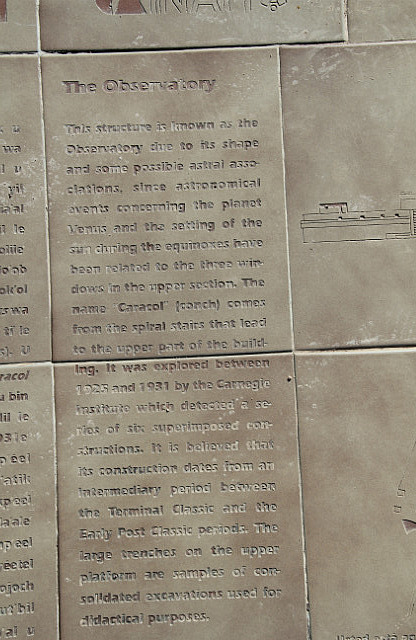 The Observatory
This structure is known as the
Observatory due to its shape
and some possible astral asso-
ciations, since astronomical
events concerning the planet
Venus and the setting of the
sun during the equinoxes have
been related to the three win-
dows in the upper section. The
name "Caracol" (conch) comes
from the spiral stairs that lead
to the upper part of the build-
ing. It was explored between
1925 and 1931 by the Carnegie
institute which detected a se-
ries of six superimposed con-
structions. It is believed that
its construction dates from an
intermediary period between
the Terminal Classic and the
Early Post Classic periods. The
large trenches on the upper
platform are samples of con-
solidated excavations used for
didactical purposes.